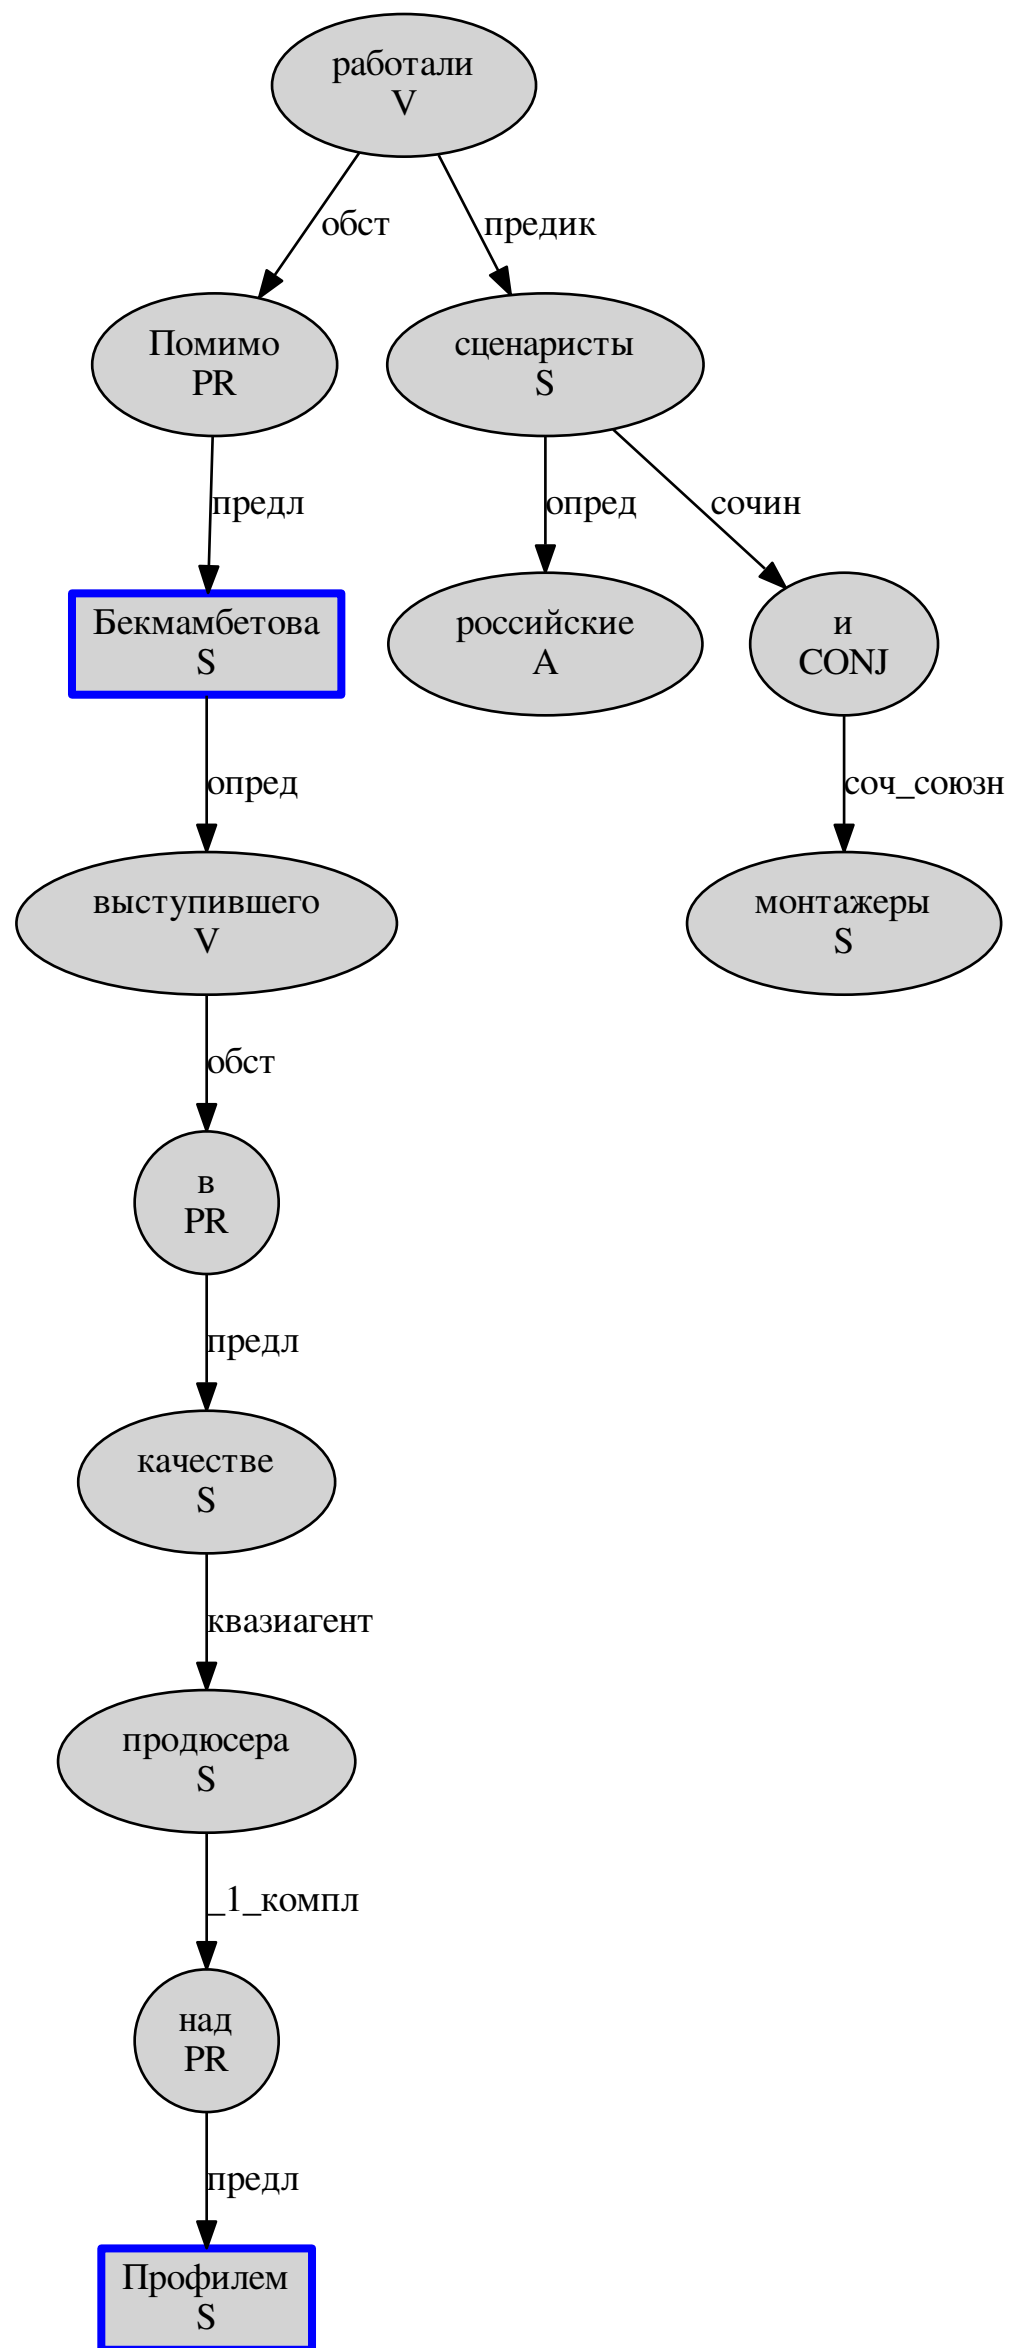 работали
V
обст
предик
Помимо
PR
сценаристы
S
предл
опред
сочин
Бекмамбетова
S
российские
A
и
CONJ
опред
соч_союзн
выступившего
V
монтажеры
S
обст
в
PR
предл
качестве
S
квазиагент
продюсера
S
_1_компл
над
PR
предл
Профилем
S